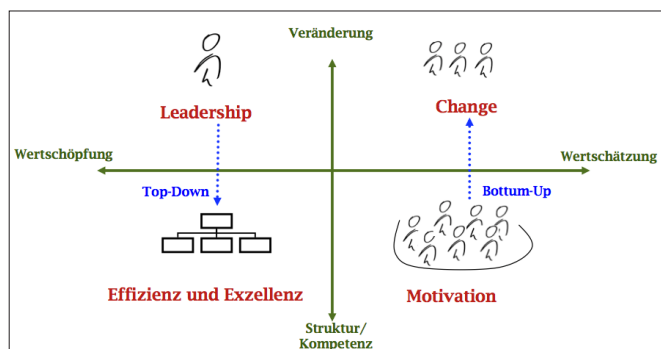 Veränderung
Leadership
Change
Wertschöpfung
Wertschätzung
Top-Down
Bottum-Up
Effizienz und Exzellenz
Motivation
Struktur/
Kompetenz